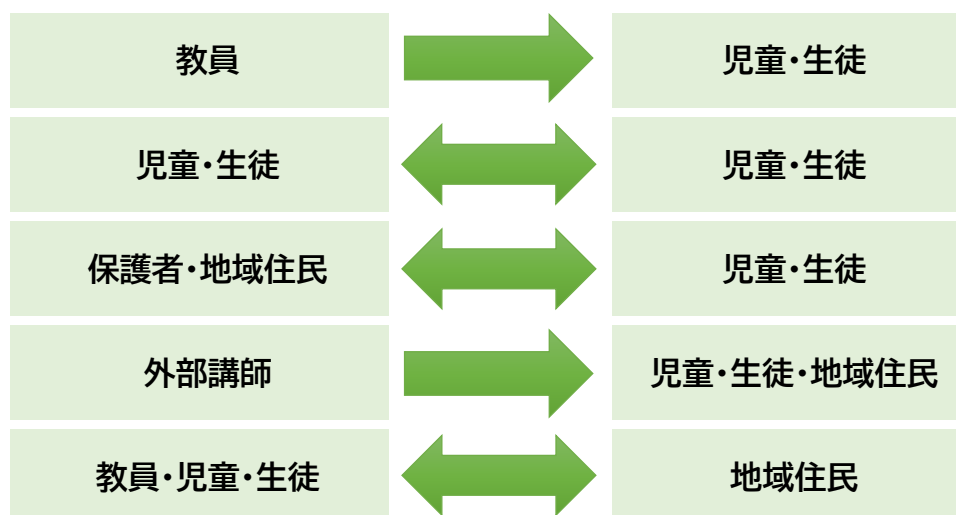 教員
児童・生徒
児童・生徒
児童・生徒
保護者・地域住民
児童・生徒
外部講師
児童・生徒・地域住民
教員・児童・生徒
地域住民